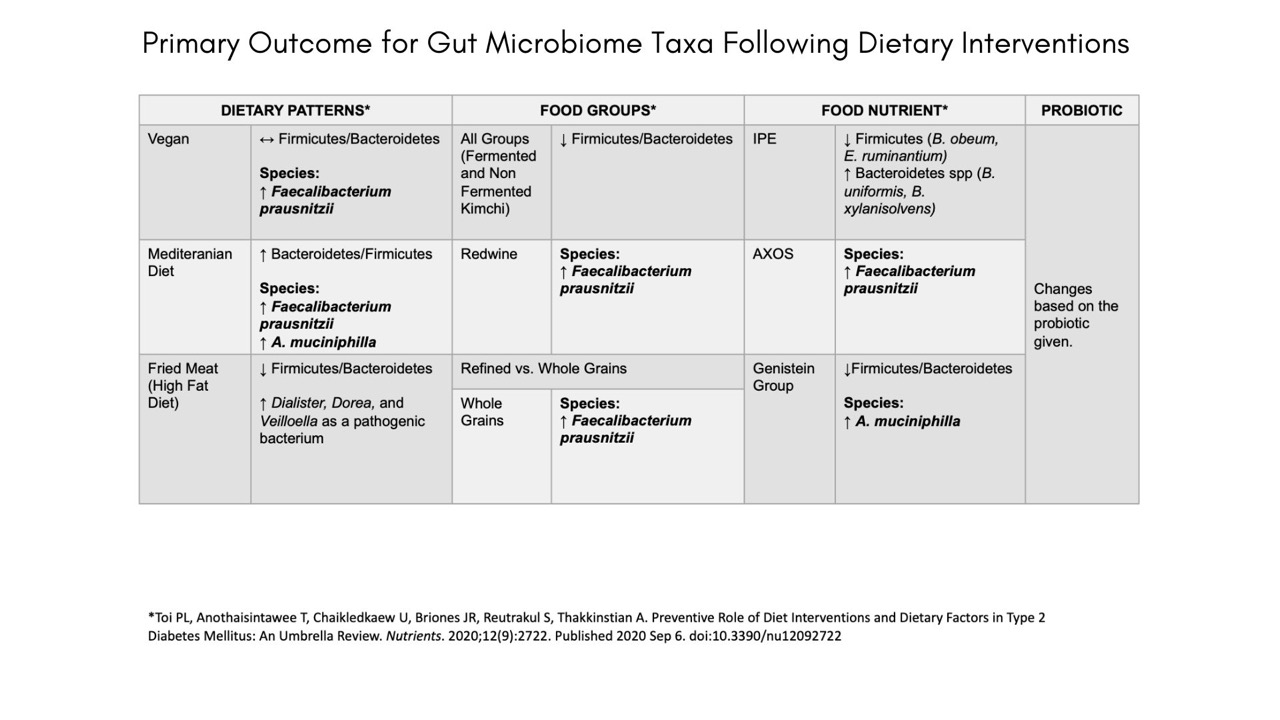 Primary Outcome for Gut Microbiome Taxa Following Dietary Interventions
DIETARY PATTERNS*
FOOD GROUPS*
FOOD NUTRIENT*
PROBIOTIC
Vegan
↔ Firmicutes/Bacteroidetes
Species:
↑ Faecalibacterium
prausnitzii
All Groups
(Fermented
and Non
Fermented
Kimchi)
↓ Firmicutes/Bacteroidetes
IPE
↓ Firmicutes (B. obeum,
E. ruminantium)
↑ Bacteroidetes spp (B.
uniformis, B.
xylanisolvens)
Mediteranian
Diet
↑ Bacteroidetes/Firmicutes
Species:
↑ Faecalibacterium
prausnitzii
↑ A. muciniphilla
Redwine
Species:
↑ Faecalibacterium
prausnitzii
AXOS
Species:
↑ Faecalibacterium
prausnitzii
Changes
based on the
probiotic
given.
Fried Meat
(High Fat
Diet)
↓ Firmicutes/Bacteroidetes
↑ Dialister, Dorea, and
Veilloella as a pathogenic
bacterium
Refined vs. Whole Grains
Whole
Grains
Species:
↑ Faecalibacterium
prausnitzii
Genistein
Group
↓Firmicutes/Bacteroidetes
Species:
↑ A. muciniphilla
*Toi PL, Anothaisintawee T, Chaikledkaew U, Briones JR, Reutrakul S, Thakkinstian A. Preventive Role of Diet Interventions and Dietary Factors in Type 2
Diabetes Mellitus: An Umbrella Review. Nutrients. 2020;12(9):2722. Published 2020 Sep 6. doi:10.3390/nu12092722